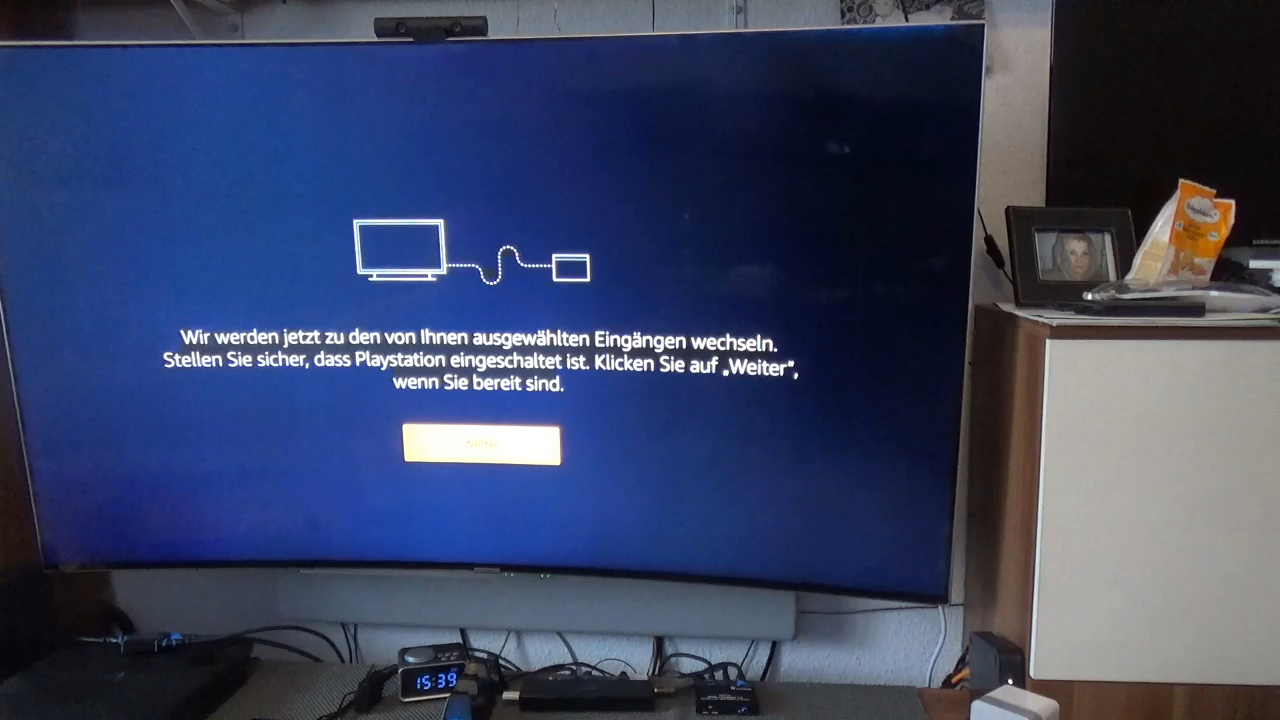 Wir werden jetzt zu den von Ihnen ausgewählten Eingängen wechseln.
Stellen Sie sicher, dass Playstation eingeschaltet ist. Klicken Sie auf „Weiter”,
wenn Sie bereit sind.
Weiter
15:39